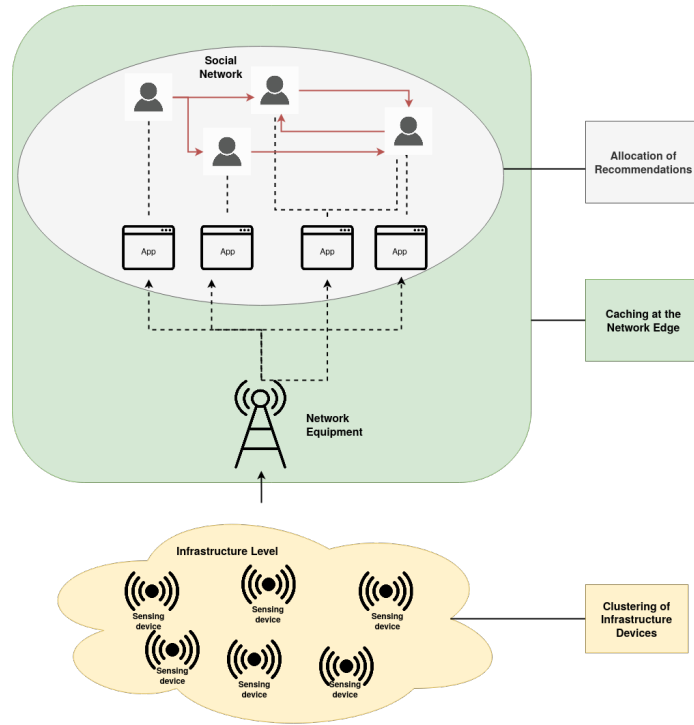 Social
Network
Allocation of
Recommendations
App
App
App
App
Caching at the
Network Edge
Network
Equipment
Infrastructure Level
Sensing
device
Sensing
device
Sensing
device
Clustering of
Infrastructure
Devices
Sensing
device
Sensing
device
Sensing
device